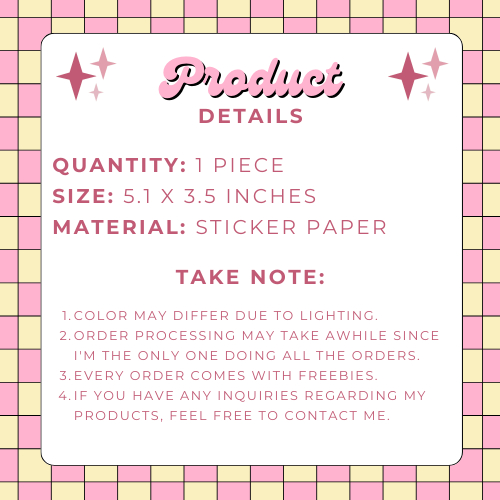 Product
DETAILS
QUANTITY: 1 PIECE
SIZE: 5.1 X 3.5 INCHES
MATERIAL: STICKER PAPER
TAKE NOTE:
1. COLOR MAY DIFFER DUE TO LIGHTING.
2. ORDER PROCESSING MAY TAKE AWHILE SINCE
I'M THE ONLY ONE DOING ALL THE ORDERS.
3. EVERY ORDER COMES WITH FREEBIES.
4. IF YOU HAVE ANY INQUIRIES REGARDING MY
PRODUCTS, FEEL FREE TO CONTACT ME.